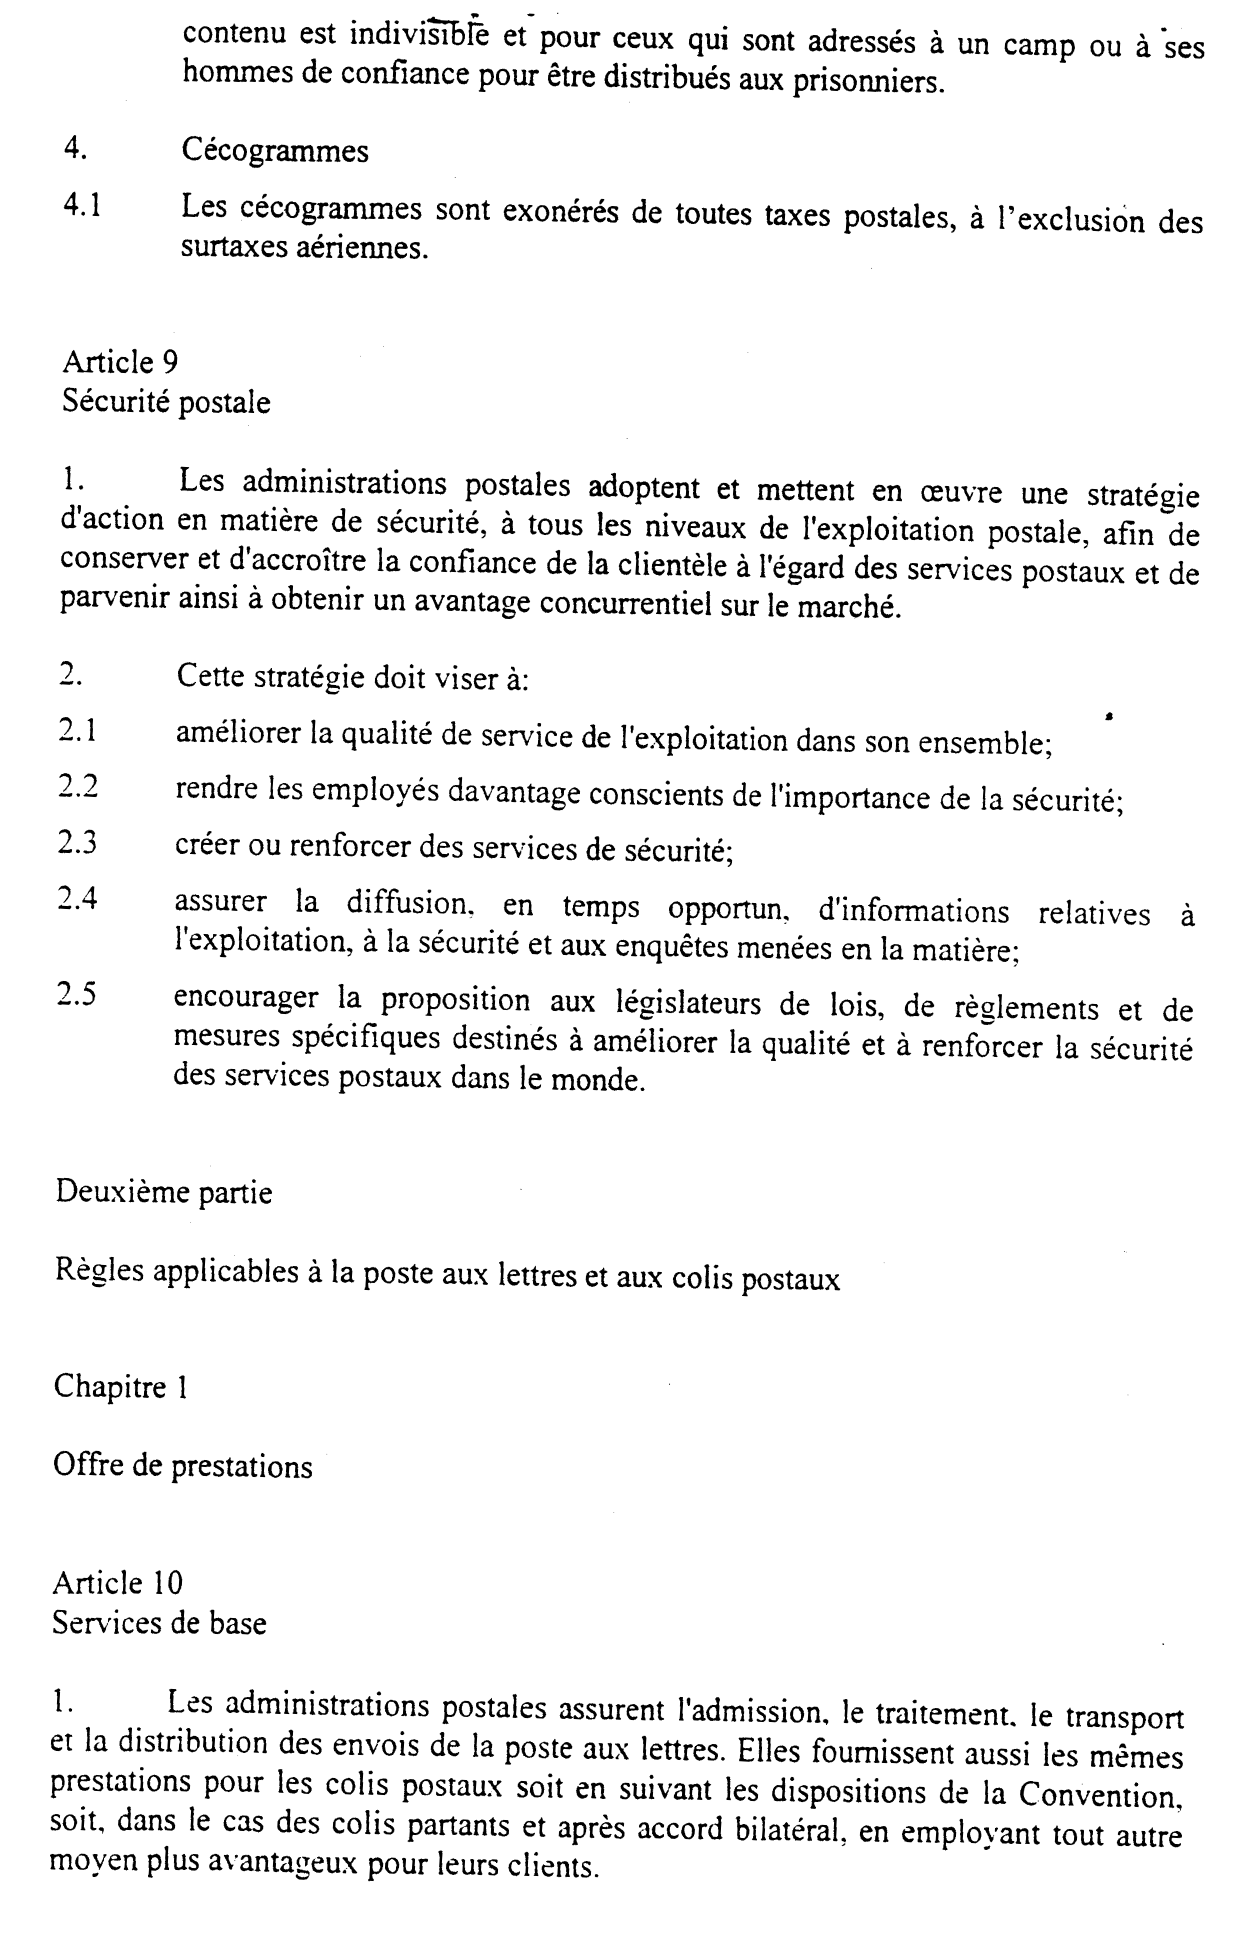 contenu est indivisible et pour ceux qui sont adressés à un camp ou à ses
hommes de confiance pour être distribués aux prisonniers.
4. Cécogrammes
4.1 Les cécogrammes sont exonérés de toutes taxes postales, à l’exclusion des
surtaxes aériennes.
Article 9
Sécurité postale
1. Les administrations postales adoptent et mettent en œuvre une stratégie
d'action en matière de sécurité, à tous les niveaux de l'exploitation postale, afin de
conserver et d'accroître la confiance de la clientèle à l'égard des services postaux et de
parvenir ainsi à obtenir un avantage concurrentiel sur le marché.
2. Cette stratégie doit viser à:
2.1 améliorer la qualité de service de l'exploitation dans son ensemble;
2.2 rendre les employés davantage conscients de l'importance de la sécurité;
2.3 créer ou renforcer des services de sécurité;
2.4 assurer la diffusion, en temps opportun, d'informations relatives à
l'exploitation, à la sécurité et aux enquêtes menées en la matière;
2.5 encourager la proposition aux législateurs de lois, de règlements et de
mesures spécifiques destinés à améliorer la qualité et à renforcer la sécurité
des services postaux dans le monde.
Deuxième partie
Règles applicables à la poste aux lettres et aux colis postaux
Chapitre 1
Offre de prestations
Article 10
Services de base
1. Les administrations postales assurent l'admission, le traitement, le transport
et la distribution des envois de la poste aux lettres. Elles fournissent aussi les mêmes
prestations pour les colis postaux soit en suivant les dispositions de la Convention,
soit, dans le cas des colis partants et après accord bilatéral, en employant tout autre
moyen plus avantageux pour leurs clients.